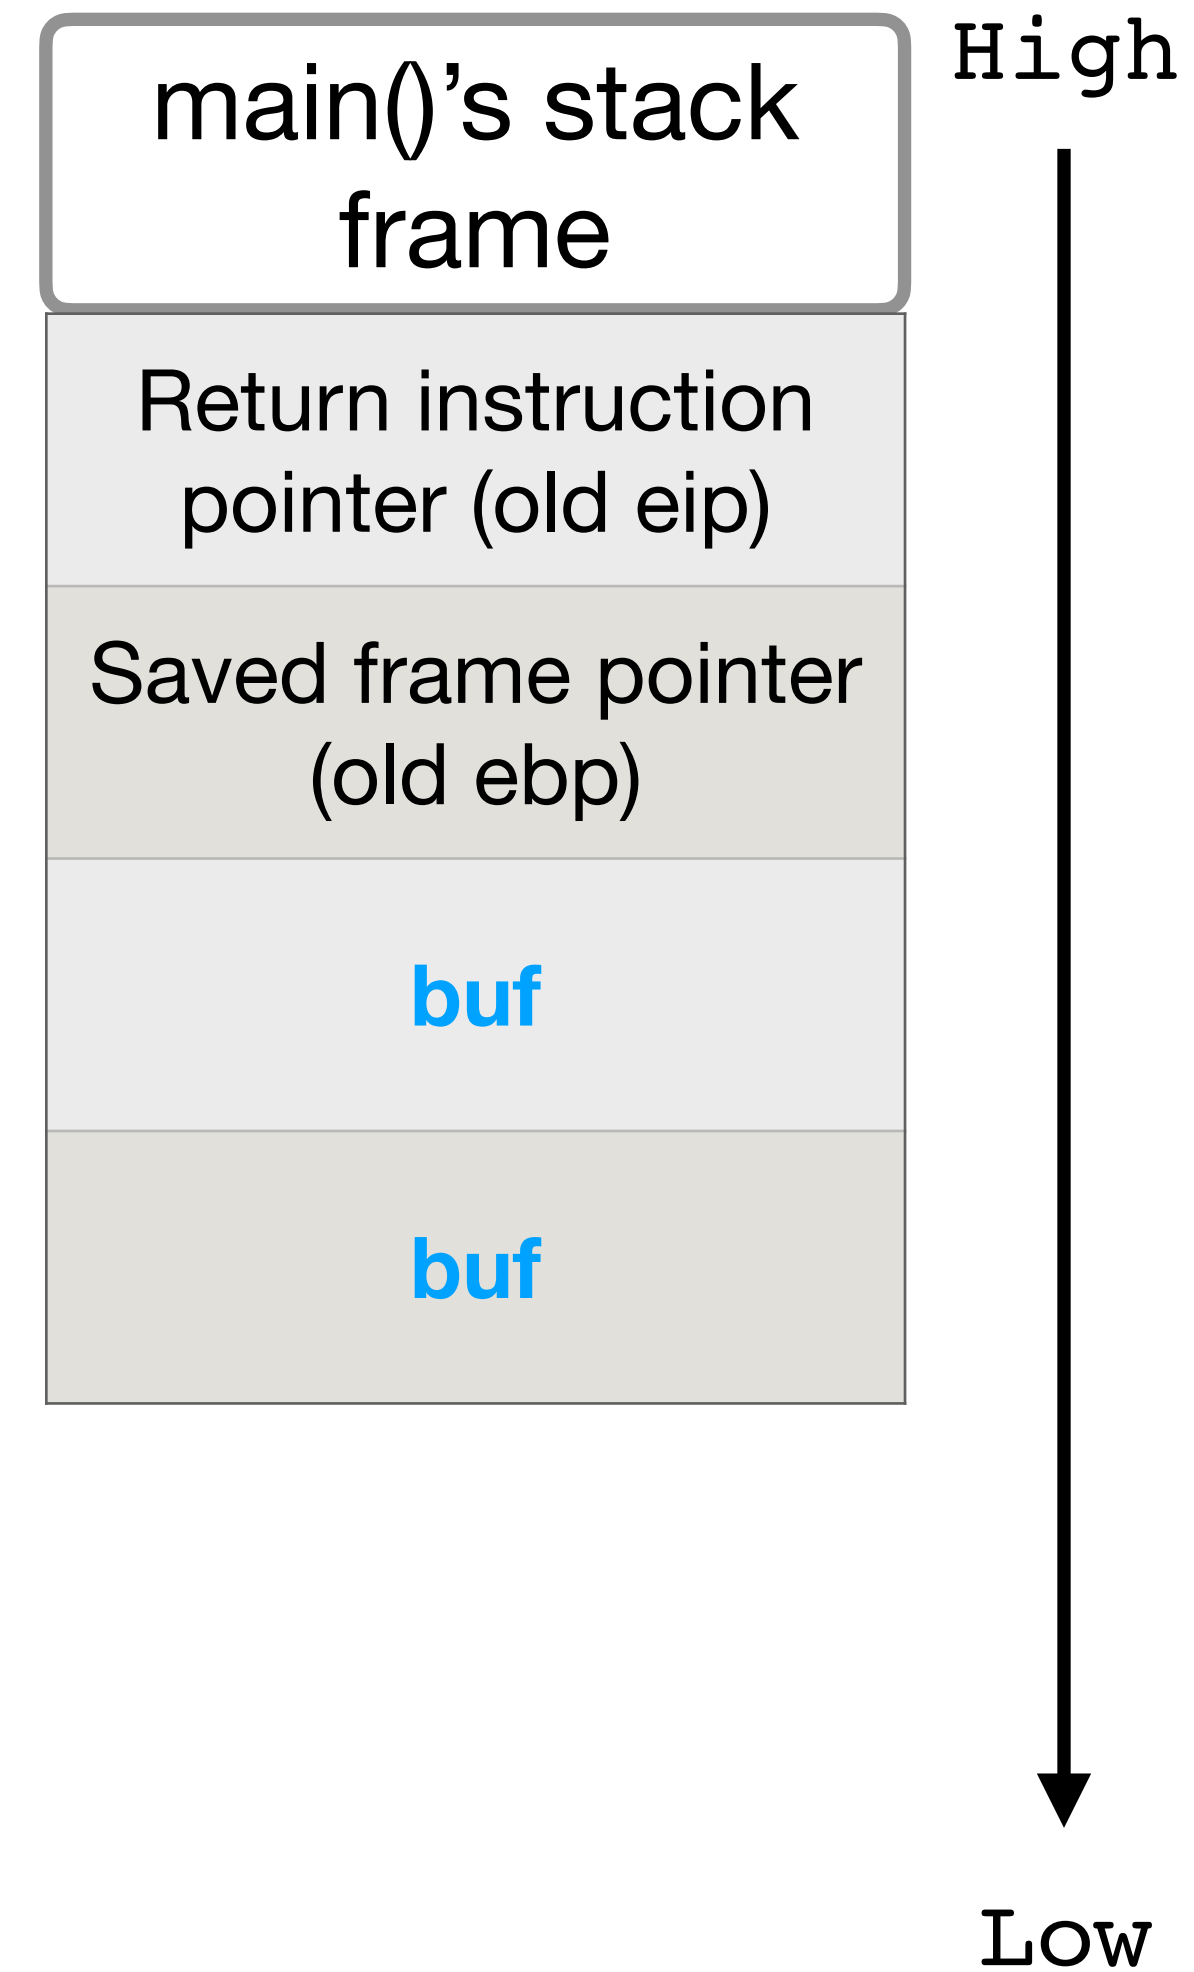 main()’s stack
frame
High
Return instruction
pointer (old eip)
Saved frame pointer
(old ebp)
buf
buf
Low